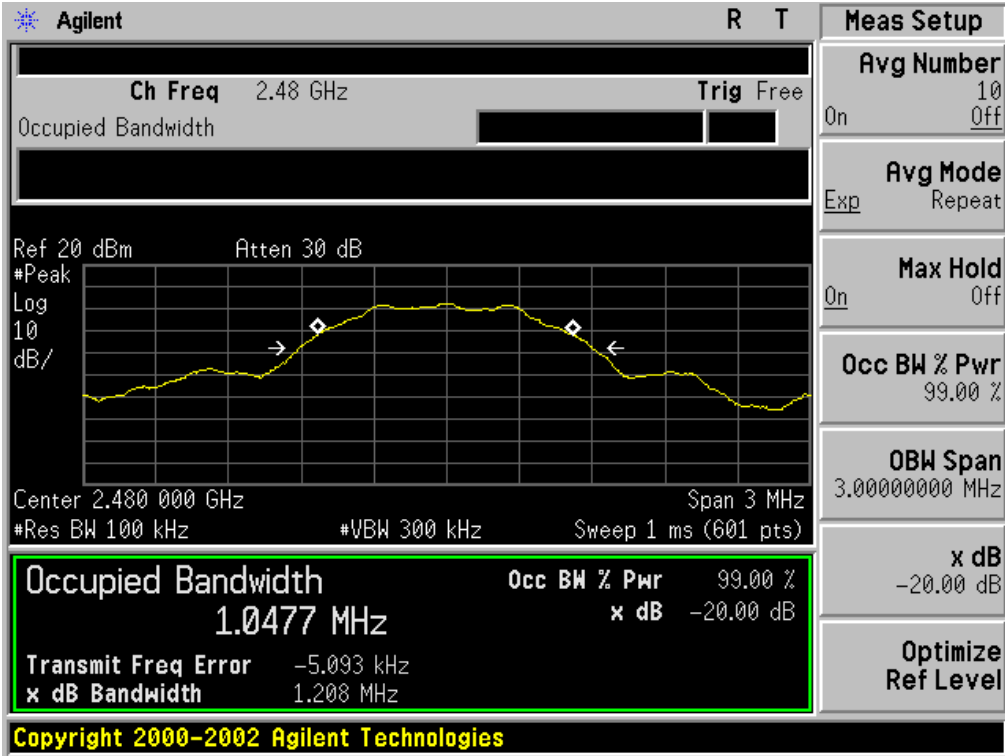 Agilent R T
Ch Freq 2.48 GHz Trig Free
Occupied Bandwidth
Ref 20 dBm Atten 30 dB
#Peak
Log
10
dB/
Center 2.480 000 GHz Span 3 MHz
#Res BW 100 kHz #VBW 300 kHz Sweep 1 ms (601 pts)
Occupied Bandwidth Occ BW % Pwr 99.00 %
1.0477 MHz x dB -20.00 dB
Transmit Freq Error -5.093 kHz
x dB Bandwidth 1.208 MHz
Copyright 2000-2002 Agilent Technologies
Meas Setup
Avg Number
10
On Off
Avg Mode
Exp Repeat
Max Hold
On Off
Occ BW % Pwr
99.00 %
OBW Span
3.00000000 MHz
x dB
-20.00 dB
Optimize
Ref Level